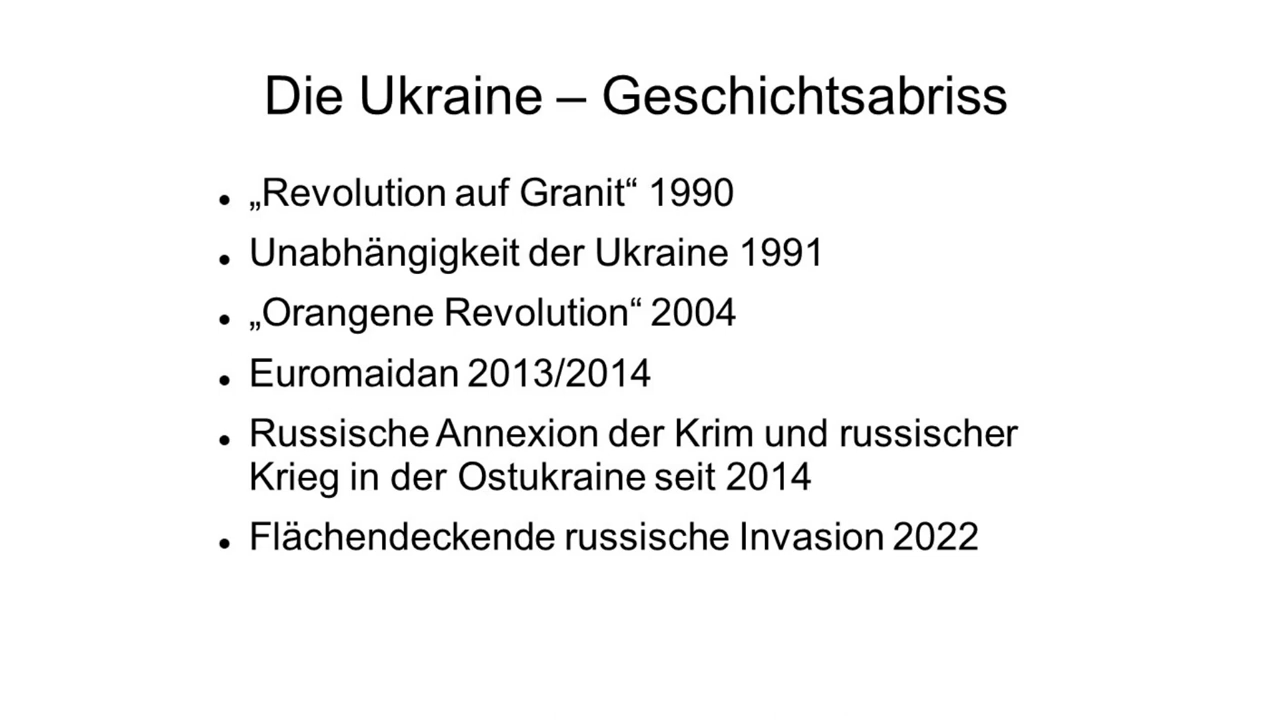 Die Ukraine – Geschichtsabriss
● „Revolution auf Granit“ 1990
● Unabhängigkeit der Ukraine 1991
● „Orangene Revolution“ 2004
● Euromaidan 2013/2014
● Russische Annexion der Krim und russischer
Krieg in der Ostukraine seit 2014
● Flächendeckende russische Invasion 2022